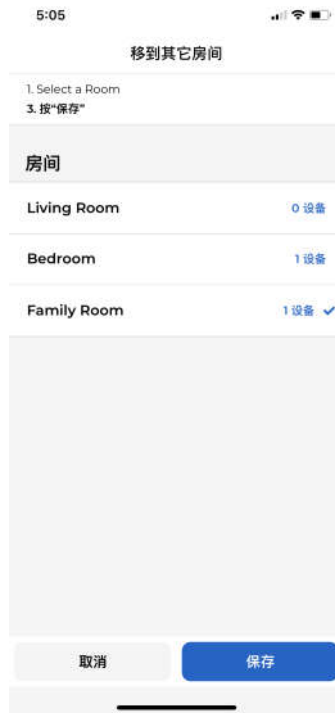 5:05
移到其它房间
1. Select a Room
3. 按“保存”
房间
Living Room 0 设备
Bedroom 1 设备
Family Room 1 设备
取消 保存